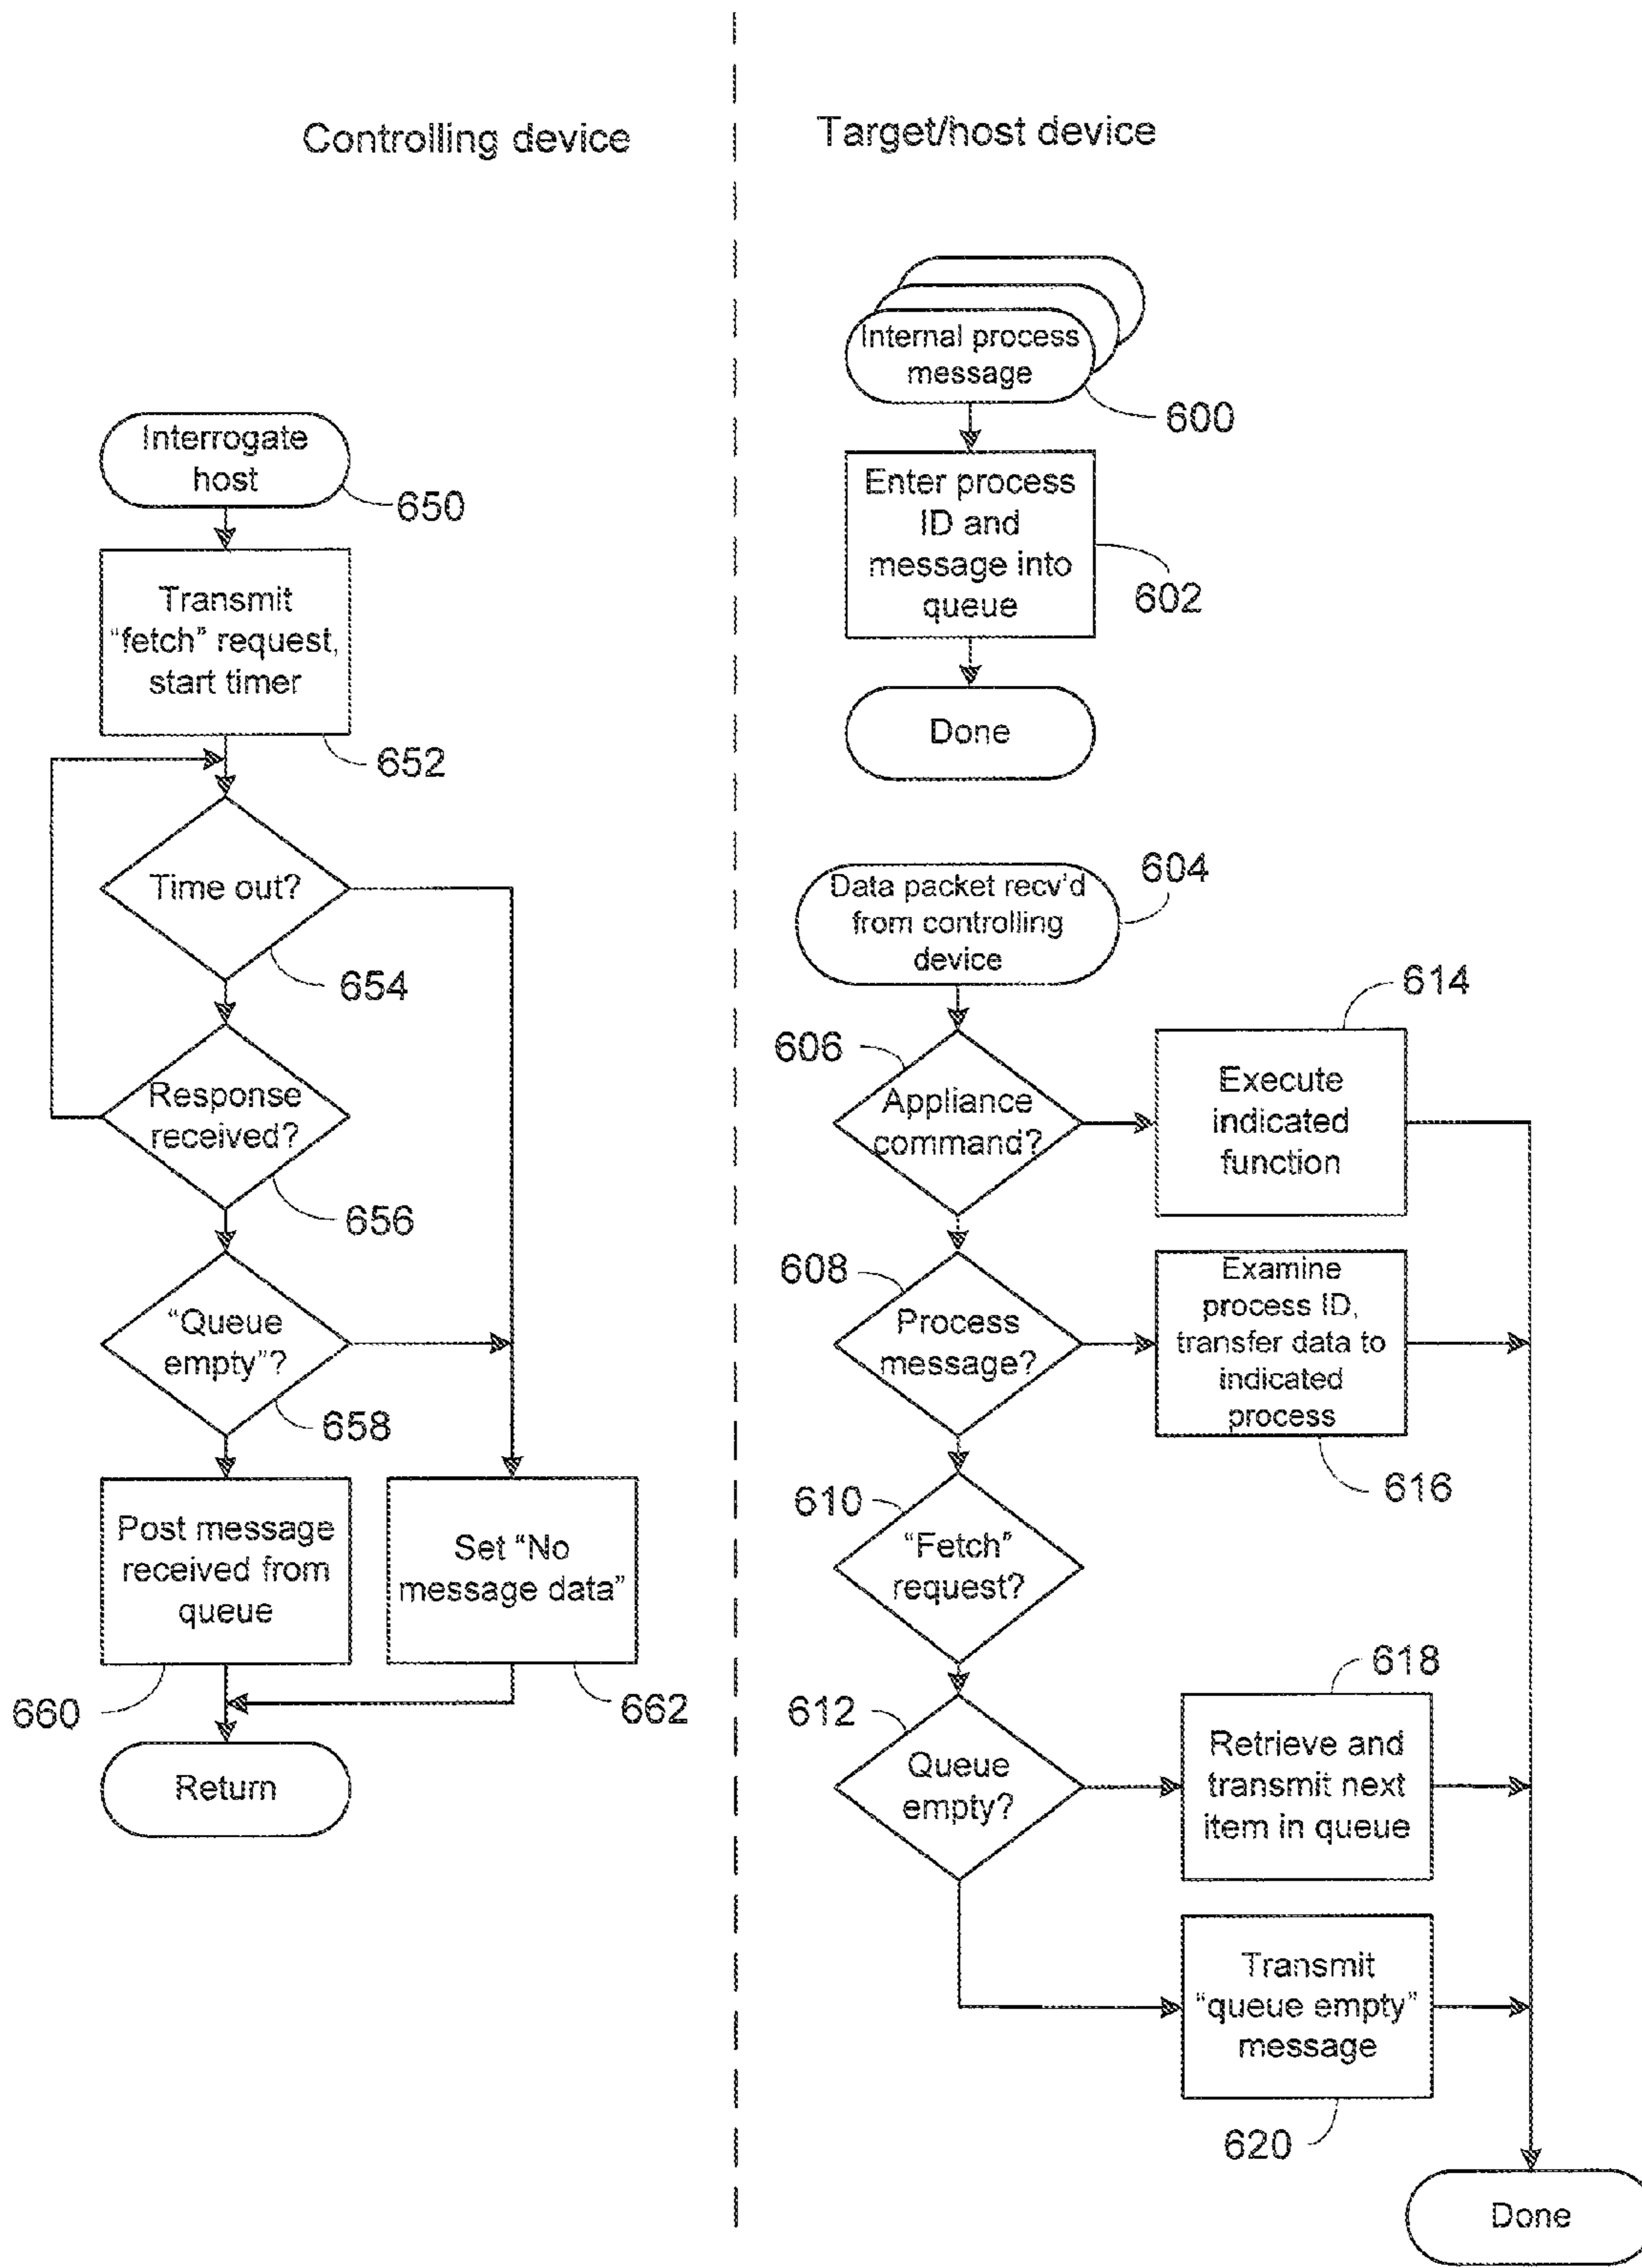 Controlling device
Interrogate
host
650
Transmit
“fetch” request,
start timer
652
Time out?
654
Response
received?
656
“Queue
empty”?
658
Post message
received from
queue
660
Set “No
message data”
662
Return
Target/host device
Internal process
message
600
Enter process
ID and
message into
queue
602
Done
Data packet recv’d
from controlling
device
604
606
Appliance
command?
614
Execute
indicated
function
608
Process
message?
Examine
process ID,
transfer data to
indicated
process
616
610
“Fetch”
request?
612
Queue
empty?
618
Retrieve and
transmit next
item in queue
Transmit
“queue empty”
message
620
Done